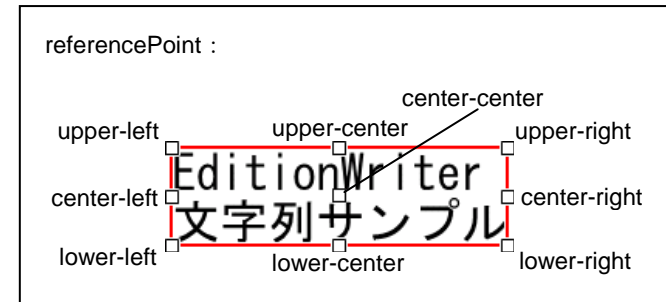 referencePoint :
center-center
upper-left
upper-center
upper-right
EditionWriter
center-left
center-right
文字列サンプル
lower-left
lower-center
lower-right